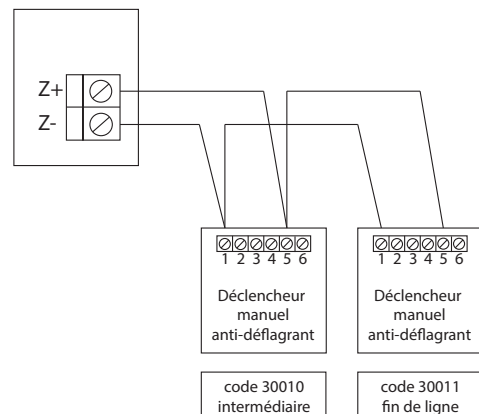 Z+
Z-
1 2 3 4 5 6
Déclencheur
manuel
anti-déflagrant
code 30010
intermédiaire
1 2 3 4 5 6
Déclencheur
manuel
anti-déflagrant
code 30011
fin de ligne